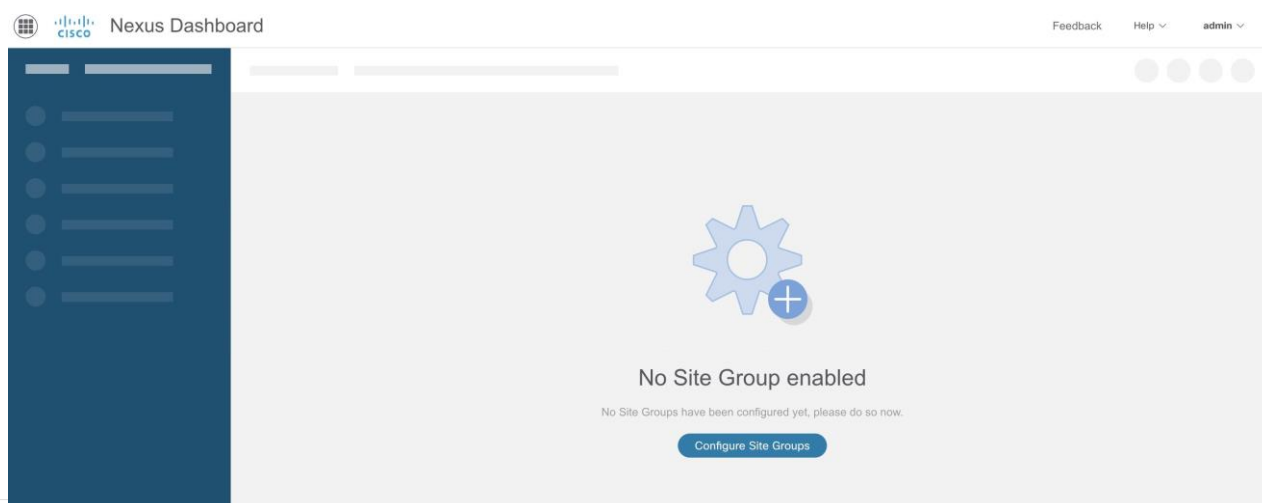 cisco Nexus Dashboard
Feedback Help admin
No Site Group enabled
No Site Groups have been configured yet, please do so now.
Configure Site Groups